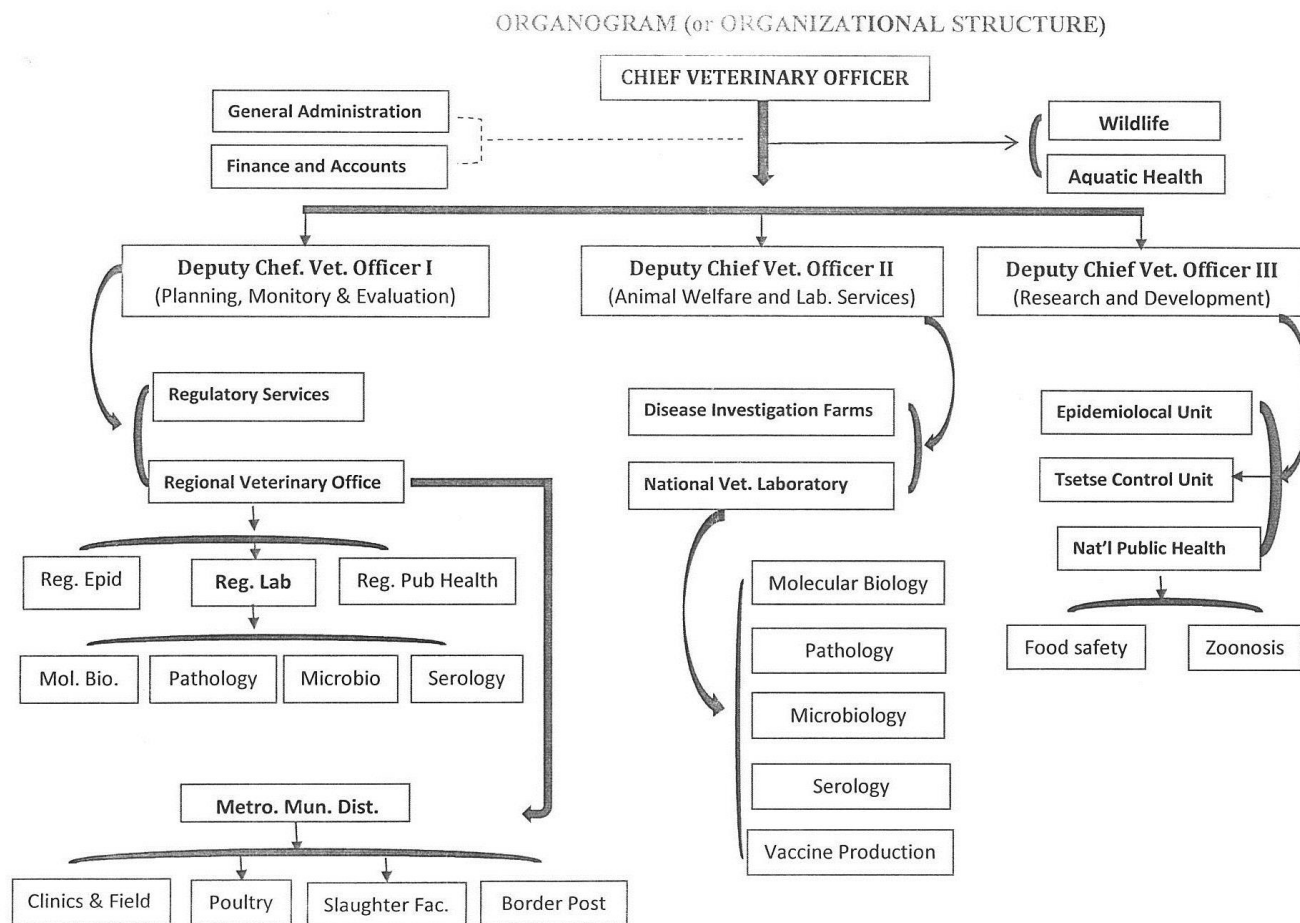 ORGANOGRAM (or ORGANIZATIONAL STRUCTURE)
CHIEF VETERINARY OFFICER
General Administration
Finance and Accounts
Wildlife
Aquatic Health
Deputy Chef. Vet. Officer I
(Planning, Monitory & Evaluation)
Deputy Chief Vet. Officer II
(Animal Welfare and Lab. Services)
Deputy Chief Vet. Officer III
(Research and Development)
Regulatory Services
Regional Veterinary Office
Reg. Epid
Reg. Lab
Reg. Pub Health
Mol. Bio.
Pathology
Microbio
Serology
Metro. Mun. Dist.
Clinics & Field
Poultry
Slaughter Fac.
Border Post
Disease Investigation Farms
National Vet. Laboratory
Molecular Biology
Pathology
Microbiology
Serology
Vaccine Production
Epidemiolocal Unit
Tsetse Control Unit
Nat'l Public Health
Food safety
Zoonosis